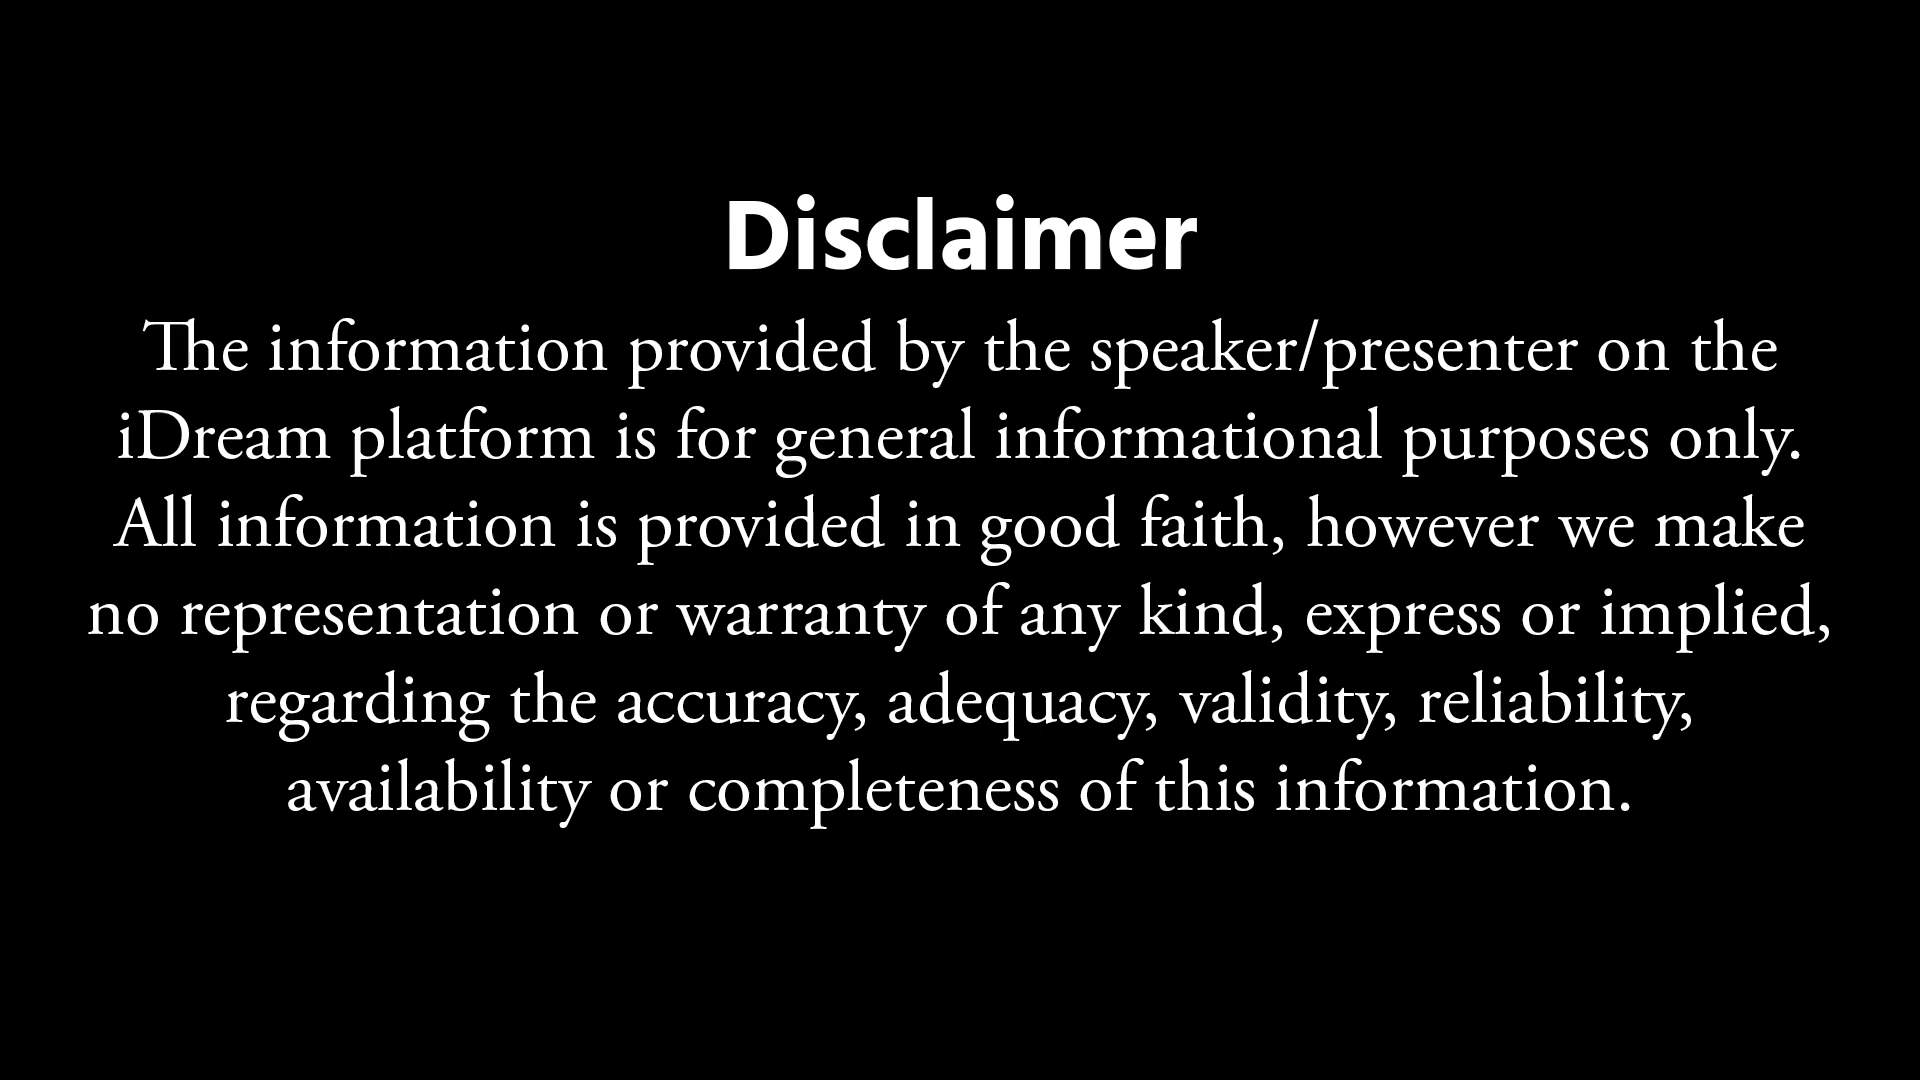 Disclaimer
The information provided by the speaker/presenter on the
iDream platform is for general informational purposes only.
All information is provided in good faith, however we make
no representation or warranty of any kind, express or implied,
regarding the accuracy, adequacy, validity, reliability,
availability or completeness of this information.